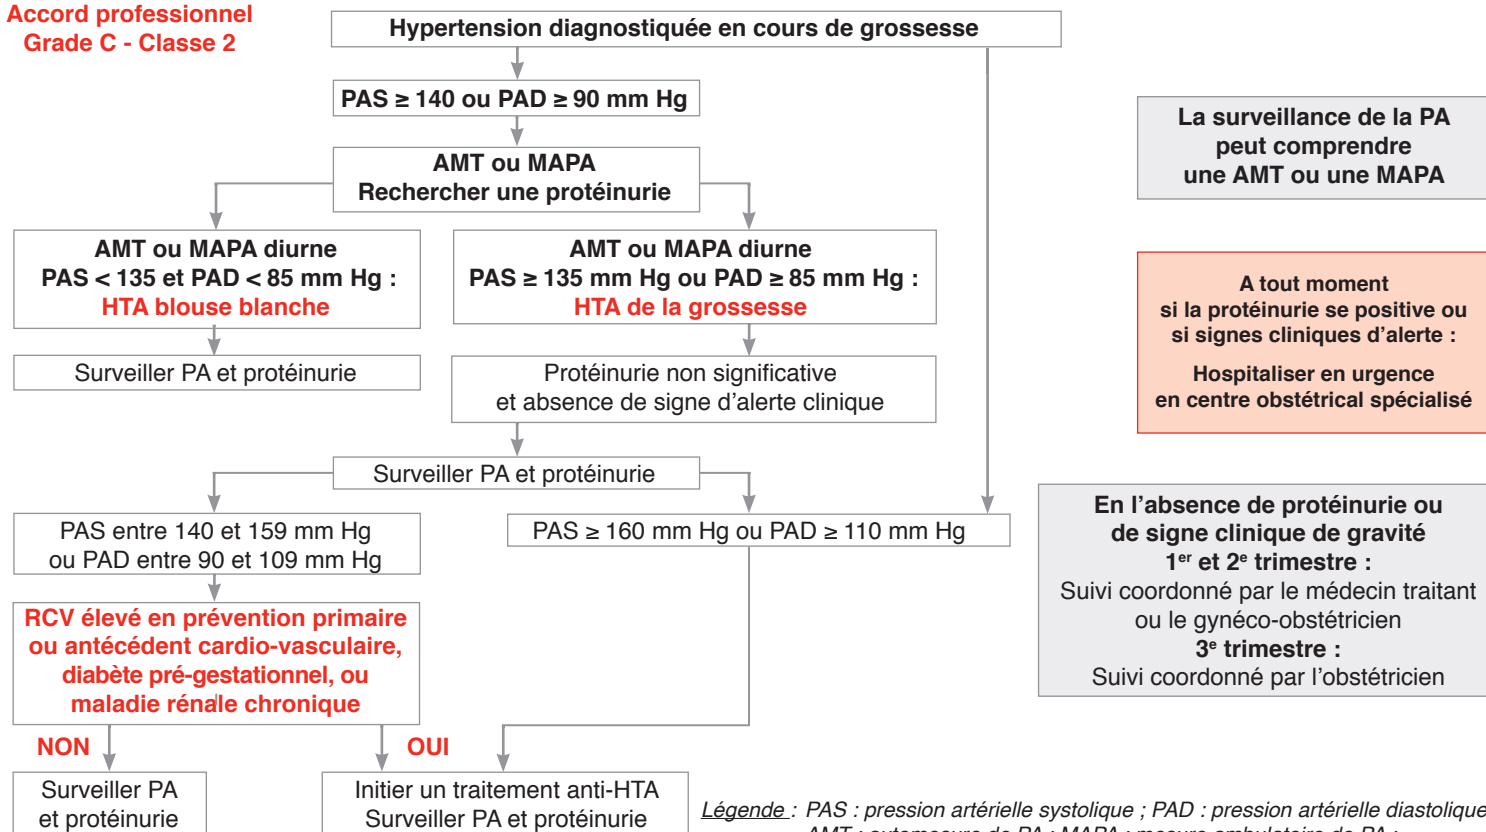 Accord professionnel
Grade C - Classe 2
Hypertension diagnostiquée en cours de grossesse
PAS ≥ 140 ou PAD ≥ 90 mm Hg
AMT ou MAPA
Rechercher une protéinurie
AMT ou MAPA diurne
PAS < 135 et PAD < 85 mm Hg :
HTA blouse blanche
AMT ou MAPA diurne
PAS ≥ 135 mm Hg ou PAD ≥ 85 mm Hg :
HTA de la grossesse
Surveiller PA et protéinurie
Protéinurie non significative
et absence de signe d'alerte clinique
Surveiller PA et protéinurie
PAS entre 140 et 159 mm Hg
ou PAD entre 90 et 109 mm Hg
PAS ≥ 160 mm Hg ou PAD ≥ 110 mm Hg
RCV élevé en prévention primaire
ou antécédent cardio-vasculaire,
diabète pré-gestationnel, ou
maladie rénale chronique
NON
OUI
Surveiller PA
et protéinurie
Initier un traitement anti-HTA
Surveiller PA et protéinurie
La surveillance de la PA
peut comprendre
une AMT ou une MAPA
A tout moment
si la protéinurie se positive ou
si signes cliniques d'alerte :
Hospitaliser en urgence
en centre obstétrical spécialisé
En l'absence de protéinurie ou
de signe clinique de gravité
1er et 2e trimestre :
Suivi coordonné par le médecin traitant
ou le gynéco-obstétricien
3e trimestre :
Suivi coordonné par l'obstétricien
Légende : PAS : pression artérielle systolique ; PAD : pression artérielle diastolique
AMT : automesure de PA ; MAPA : mesure ambulatoire de PA ;